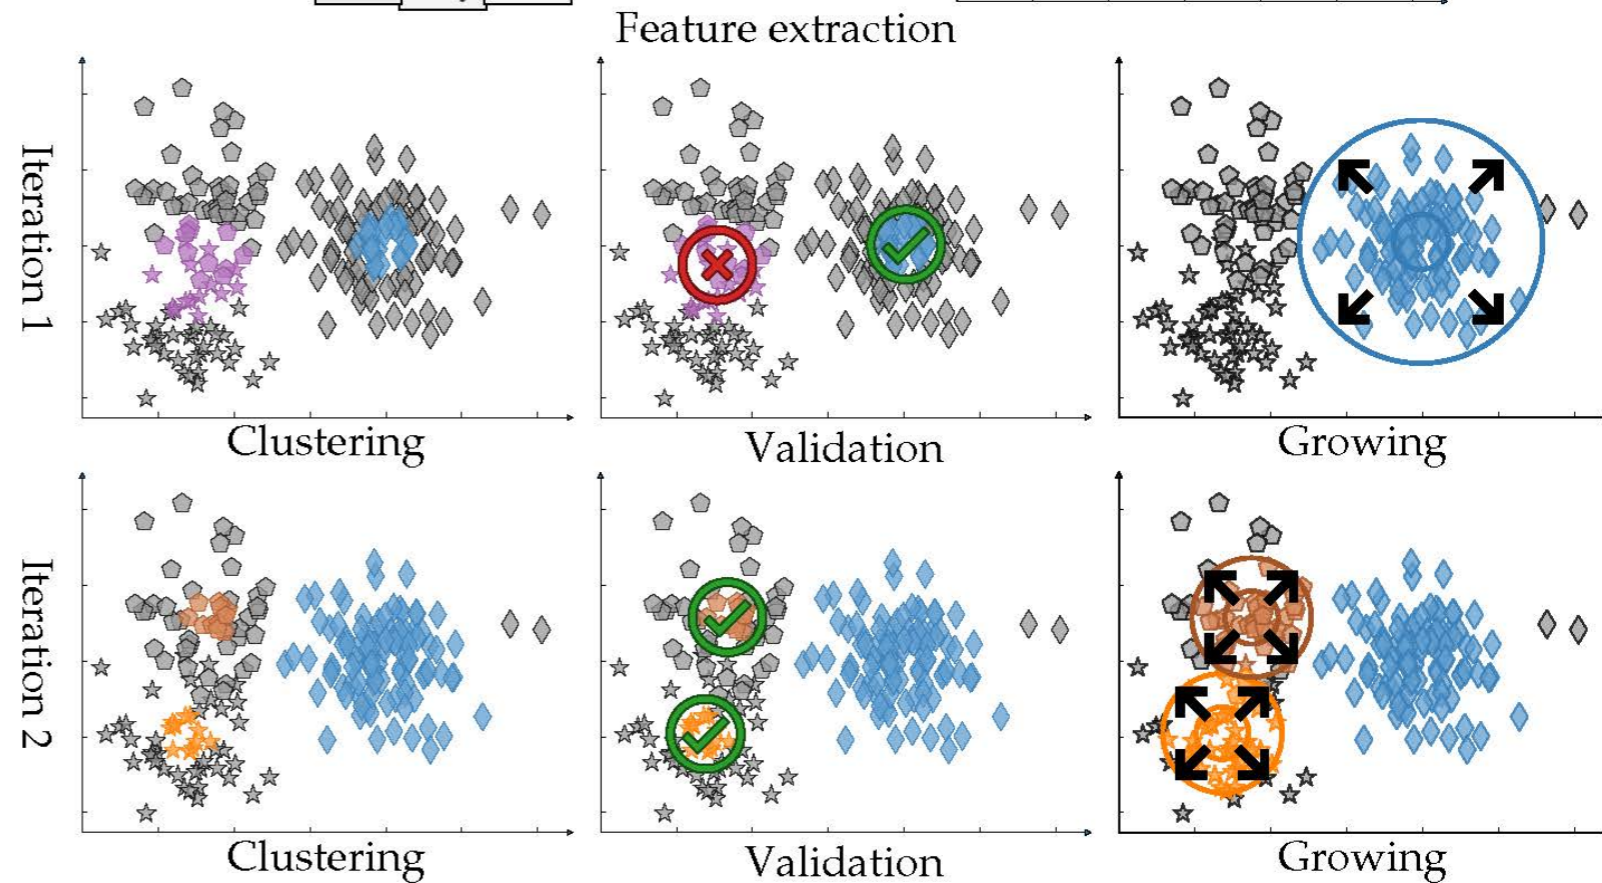 Feature extraction
Iteration 1
Clustering
Validation
Growing
Iteration 2
Clustering
Validation
Growing